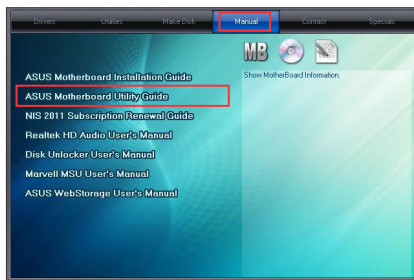 Drivers Utilities Make Disk Manual Contact Specials
MB
Show MotherBoard Information.
ASUS Motherboard Installation Guide
ASUS Motherboard Utility Guide
NIS 2011 Subscription Renewal Guide
Realtek HD Audio User's Manual
Disk Unlocker User's Manual
Marvell MSU User's Manual
ASUS WebStorage User's Manual